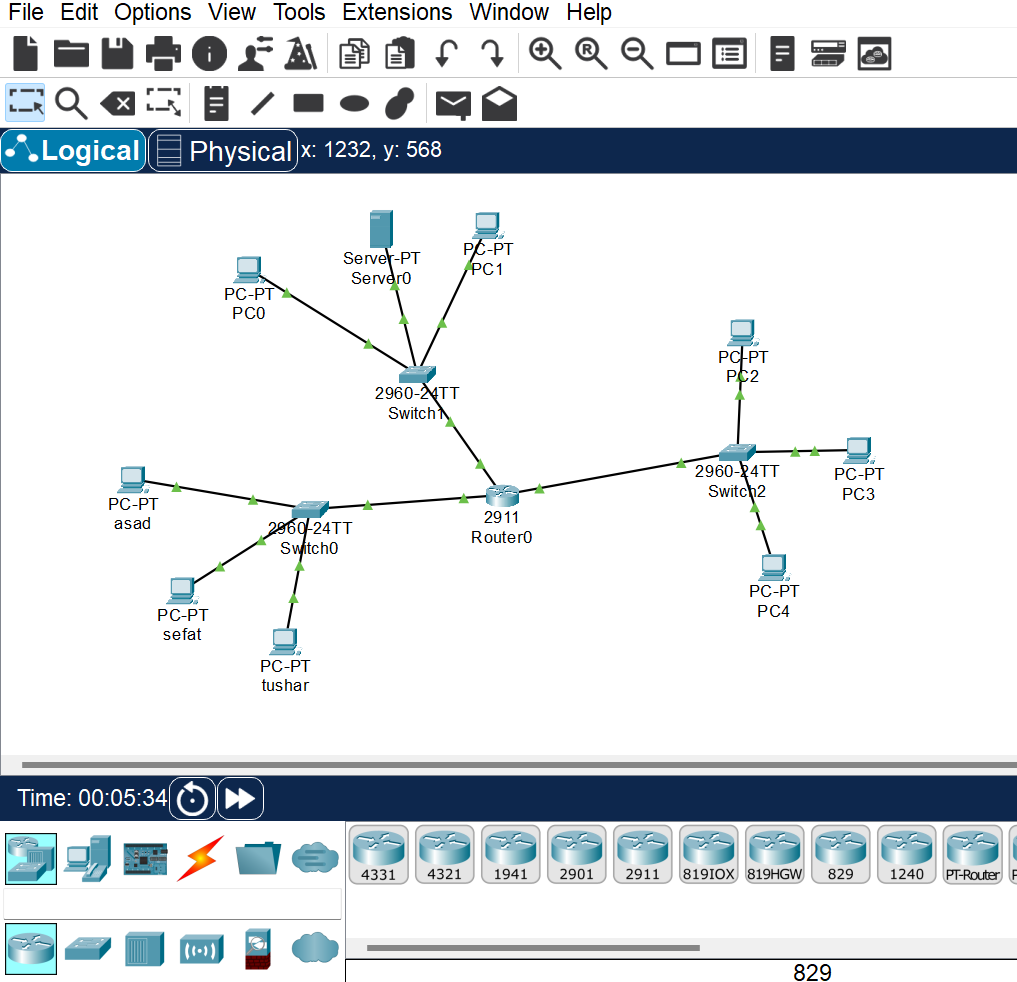 File Edit Options View Tools Extensions Window Help
Logical Physical x: 1232, y: 568
PC-PT
PC0
Server-PT
Server0
PC-PT
PC1
2960-24TT
Switch1
PC-PT
PC2
2960-24TT
Switch2
PC-PT
PC3
PC-PT
PC4
PC-PT
asad
2960-24TT
Switch0
2911
Router0
PC-PT
sefat
PC-PT
tushar
Time: 00:05:34
4331 4321 1941 2901 2911 819IOX 819HGW 829 1240 PT-Router
829